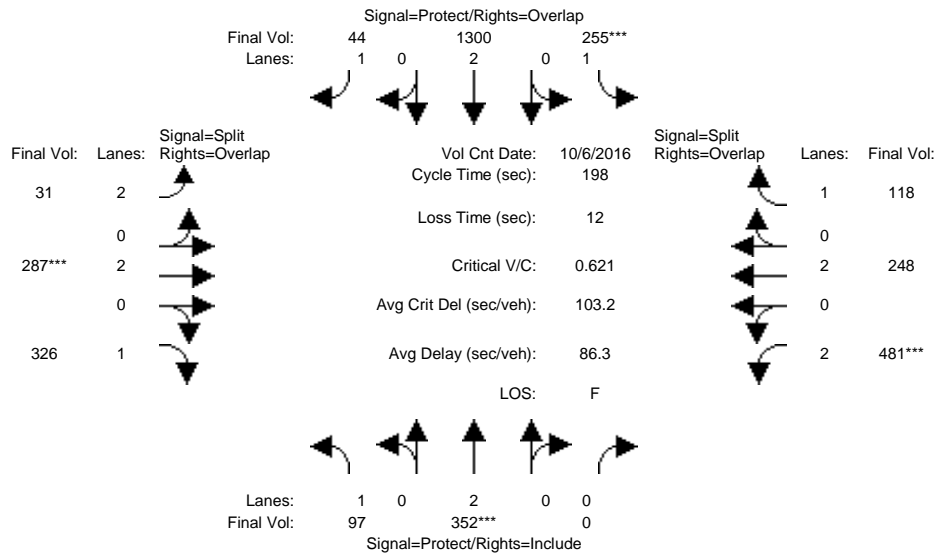 Signal=Protect/Rights=Overlap
Final Vol: 44 1300 255***
Lanes: 1 0 2 0 1
Signal=Split Signal=Split
Final Vol: Lanes: Rights=Overlap Vol Cnt Date: 10/6/2016 Rights=Overlap Lanes: Final Vol:
Cycle Time (sec): 198
31 2 1 118
Loss Time (sec): 12
0 0
287*** 2 Critical V/C: 0.621 2 248
0 Avg Crit Del (sec/veh): 103.2 0
326 1 Avg Delay (sec/veh): 86.3 2 481***
LOS: F
Lanes: 1 0 2 0 0
Final Vol: 97 352*** 0
Signal=Protect/Rights=Include